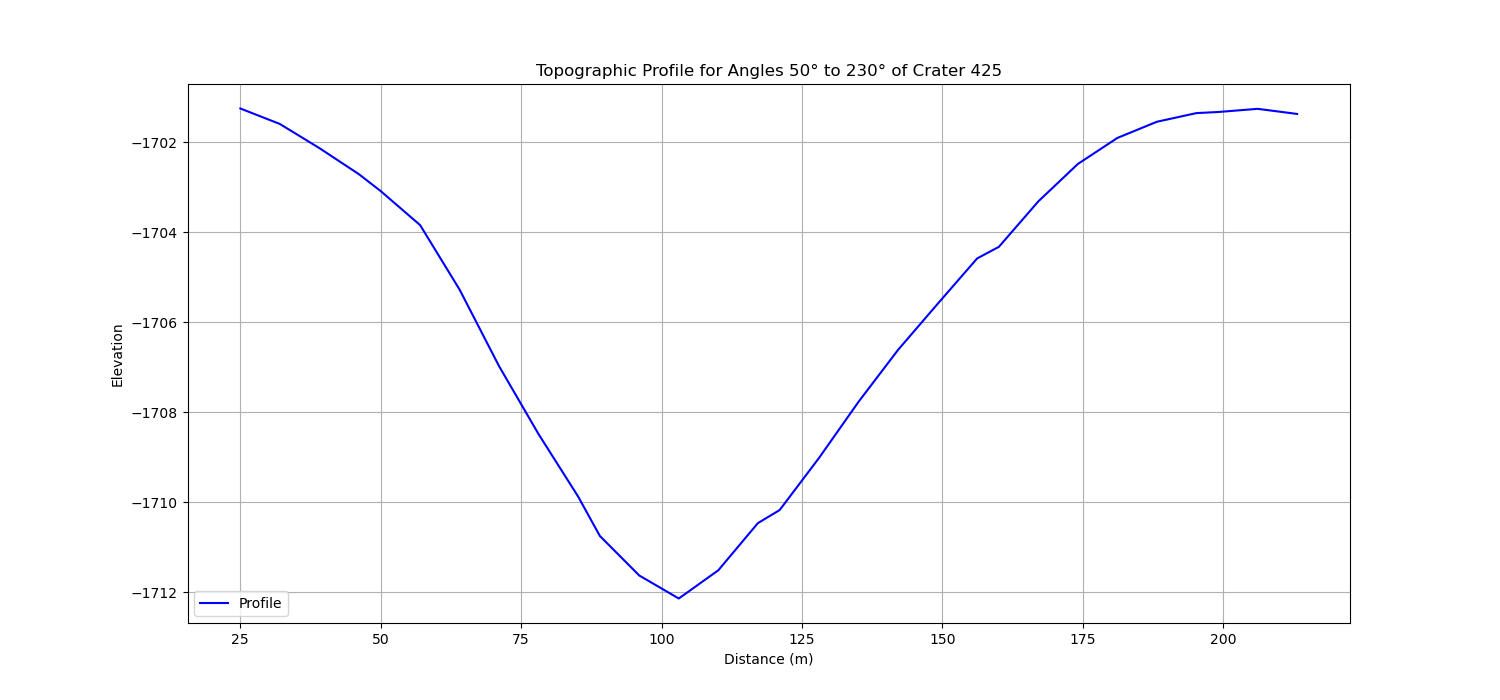 Topographic Profile for Angles 50° to 230° of Crater 425
−1702
−1704
−1706
−1708
−1710
−1712
Elevation
Profile
25 50 75 100 125 150 175 200
Distance (m)